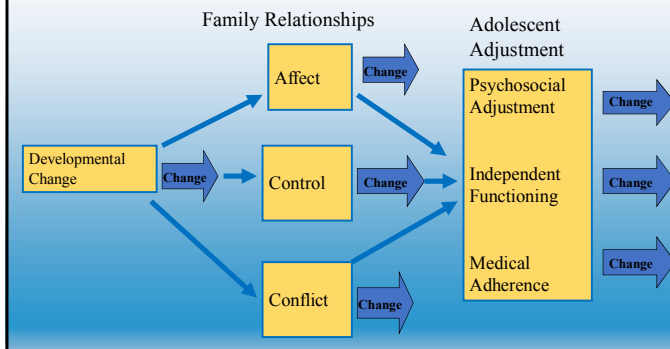 Family Relationships
Adolescent
Adjustment
Affect
Change
Psychosocial
Adjustment
Change
Developmental
Change
Change
Control
Change
Independent
Functioning
Change
Conflict
Change
Medical
Adherence
Change